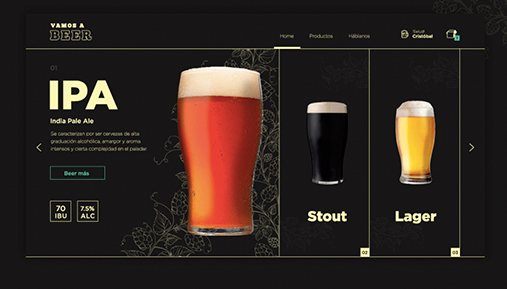 VAMOS A
BEER
Home
Productos
Háblanos
Salud
Cristóbal
01
IPA
India Pale Ale
Se caracterizan por ser cervezas de alta
graduación alcohólica, amargor y aroma
intensos y cierta complejidad en el paladar
Beer más
70
IBU
7.5%
ALC
Stout
02
Lager
03